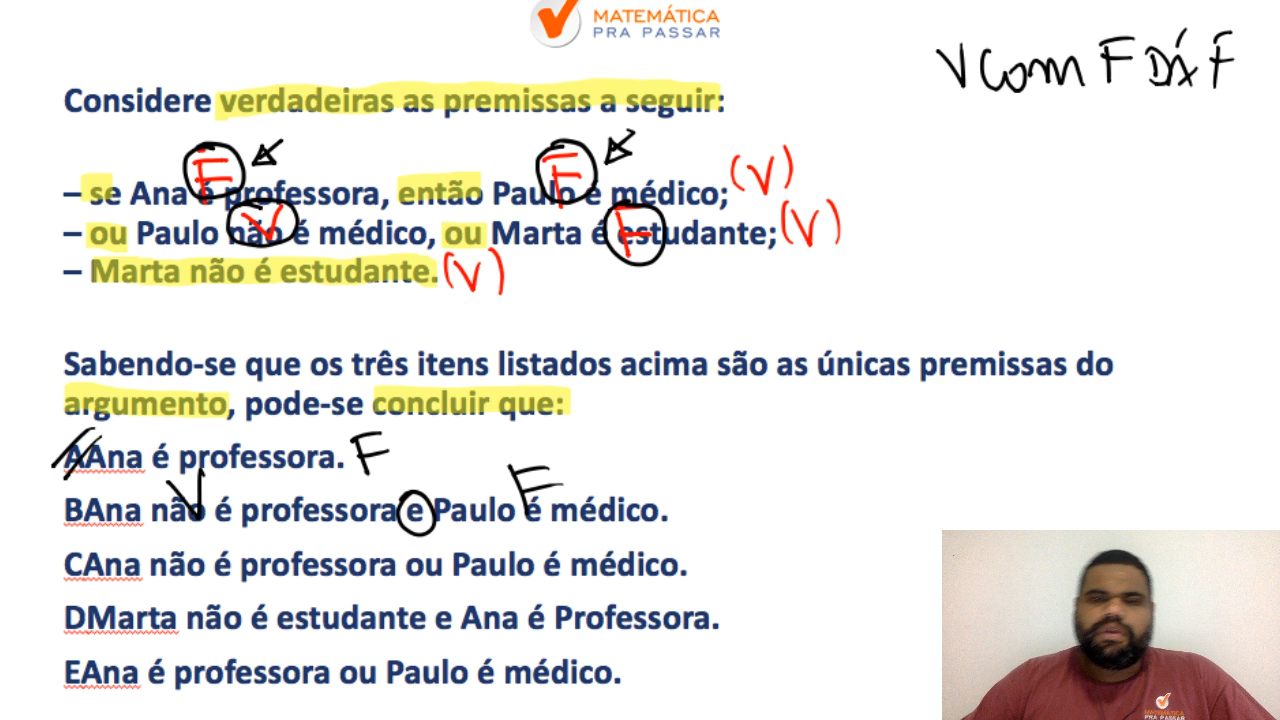 MATEMÁTICA
PRA PASSAR
V com F DÁ F
Considere verdadeiras as premissas a seguir:
F F
– se Ana é professora, então Paulo é médico; (V)
V F
– ou Paulo não é médico, ou Marta é estudante; (V)
– Marta não é estudante. (V)
Sabendo-se que os três itens listados acima são as únicas premissas do
argumento, pode-se concluir que:
AAna é professora. F
V F
BAna não é professora e Paulo é médico.
CAna não é professora ou Paulo é médico.
DMarta não é estudante e Ana é Professora.
EAna é professora ou Paulo é médico.
MATEMÁTICA
PRA PASSAR